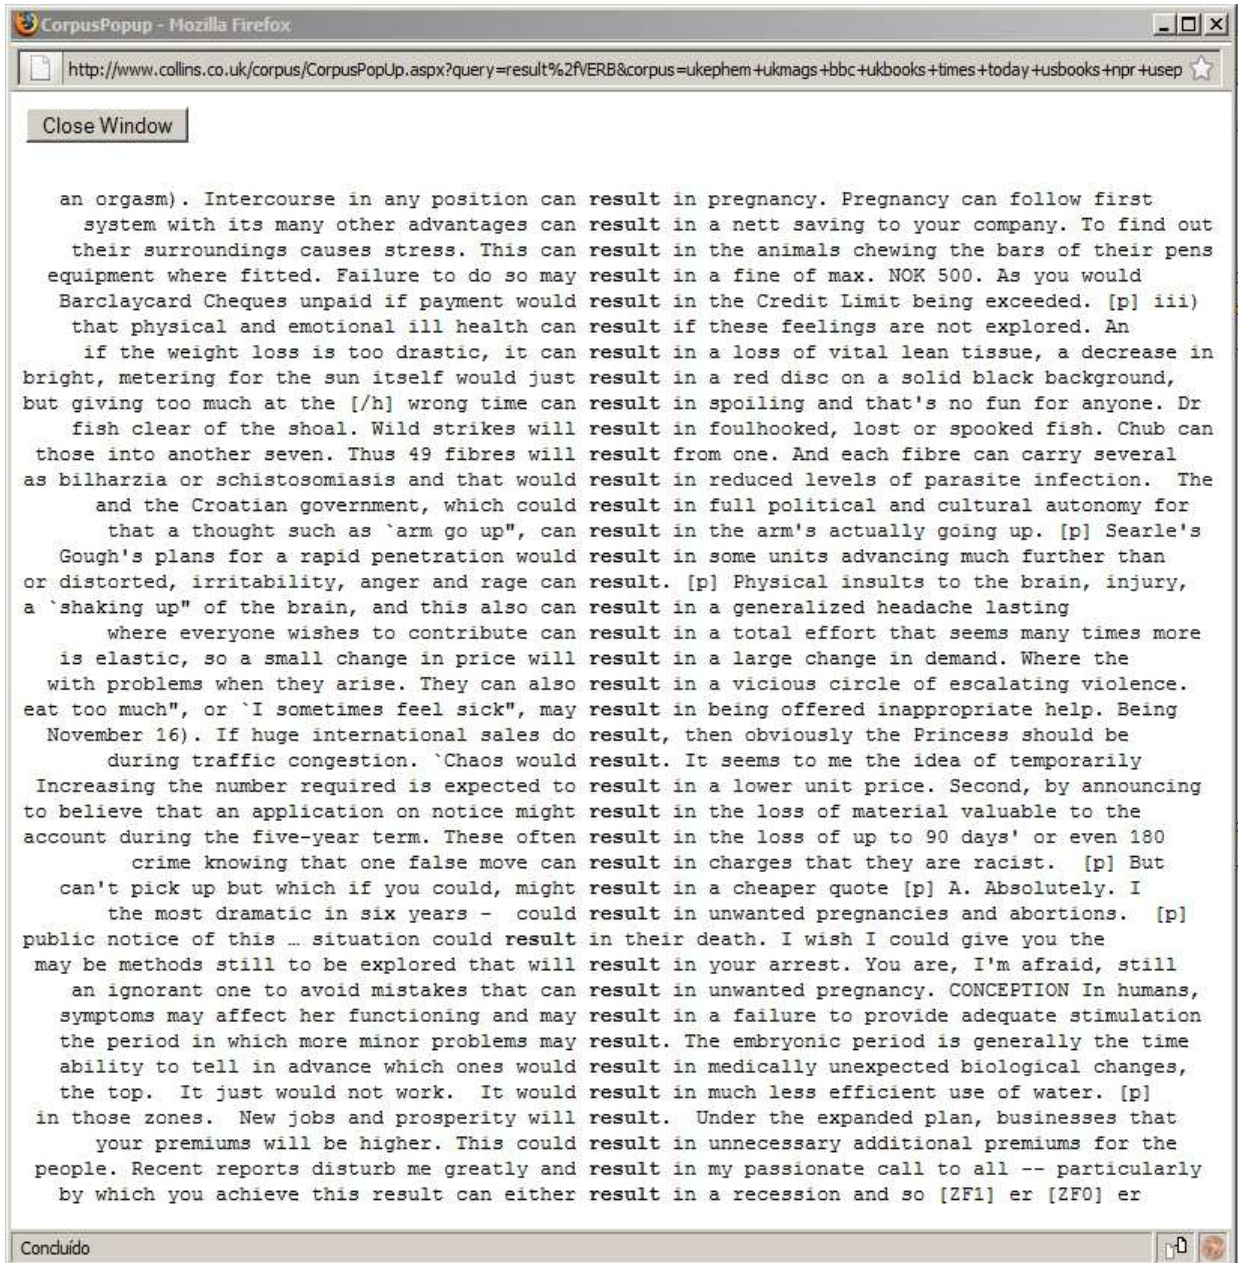 CorpusPopup - Mozilla Firefox
http://www.collins.co.uk/corpus/CorpusPopUp.aspx?query=result%2fVERB&corpus=ukephem+ukmags+bbc+ukbooks+times+today+usbooks+npr+usep
Close Window
an orgasm). Intercourse in any position can result in pregnancy. Pregnancy can follow first
system with its many other advantages can result in a nett saving to your company. To find out
their surroundings causes stress. This can result in the animals chewing the bars of their pens
equipment where fitted. Failure to do so may result in a fine of max. NOK 500. As you would
Barclaycard Cheques unpaid if payment would result in the Credit Limit being exceeded. [p] iii)
that physical and emotional ill health can result if these feelings are not explored. An
if the weight loss is too drastic, it can result in a loss of vital lean tissue, a decrease in
bright, metering for the sun itself would just result in a red disc on a solid black background,
but giving too much at the [/h] wrong time can result in spoiling and that's no fun for anyone. Dr
fish clear of the shoal. Wild strikes will result in foulhooked, lost or spooked fish. Chub can
those into another seven. Thus 49 fibres will result from one. And each fibre can carry several
as bilharzia or schistosomiasis and that would result in reduced levels of parasite infection. The
and the Croatian government, which could result in full political and cultural autonomy for
that a thought such as `arm go up", can result in the arm's actually going up. [p] Searle's
Gough's plans for a rapid penetration would result in some units advancing much further than
or distorted, irritability, anger and rage can result. [p] Physical insults to the brain, injury,
a `shaking up" of the brain, and this also can result in a generalized headache lasting
where everyone wishes to contribute can result in a total effort that seems many times more
is elastic, so a small change in price will result in a large change in demand. Where the
with problems when they arise. They can also result in a vicious circle of escalating violence.
eat too much", or `I sometimes feel sick", may result in being offered inappropriate help. Being
November 16). If huge international sales do result, then obviously the Princess should be
during traffic congestion. `Chaos would result. It seems to me the idea of temporarily
Increasing the number required is expected to result in a lower unit price. Second, by announcing
to believe that an application on notice might result in the loss of material valuable to the
account during the five-year term. These often result in the loss of up to 90 days' or even 180
crime knowing that one false move can result in charges that they are racist. [p] But
can't pick up but which if you could, might result in a cheaper quote [p] A. Absolutely. I
the most dramatic in six years - could result in unwanted pregnancies and abortions. [p]
public notice of this … situation could result in their death. I wish I could give you the
may be methods still to be explored that will result in your arrest. You are, I'm afraid, still
an ignorant one to avoid mistakes that can result in unwanted pregnancy. CONCEPTION In humans,
symptoms may affect her functioning and may result in a failure to provide adequate stimulation
the period in which more minor problems may result. The embryonic period is generally the time
ability to tell in advance which ones would result in medically unexpected biological changes,
the top. It just would not work. It would result in much less efficient use of water. [p]
in those zones. New jobs and prosperity will result. Under the expanded plan, businesses that
your premiums will be higher. This could result in unnecessary additional premiums for the
people. Recent reports disturb me greatly and result in my passionate call to all -- particularly
by which you achieve this result can either result in a recession and so [ZF1] er [ZF0] er
Concluído